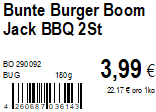 Bunte Burger Boom
Jack BBQ 2St
BO 290092
BUG 180g
3,99 €
22.17 € pro 1kg
4 260687 036143